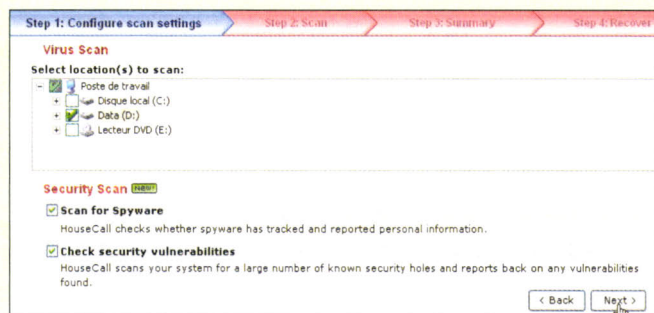 Step 1: Configure scan settings
Step 2: Scan
Step 3: Summary
Step 4: Recover
Virus Scan
Select location(s) to scan:
Poste de travail
Disque local (C:)
Data (D:)
Lecteur DVD (E:)
Security Scan New!
Scan for Spyware
HouseCall checks whether spyware has tracked and reported personal information.
Check security vulnerabilities
HouseCall scans your system for a large number of known security holes and reports back on any vulnerabilities
found.
< Back
Next >